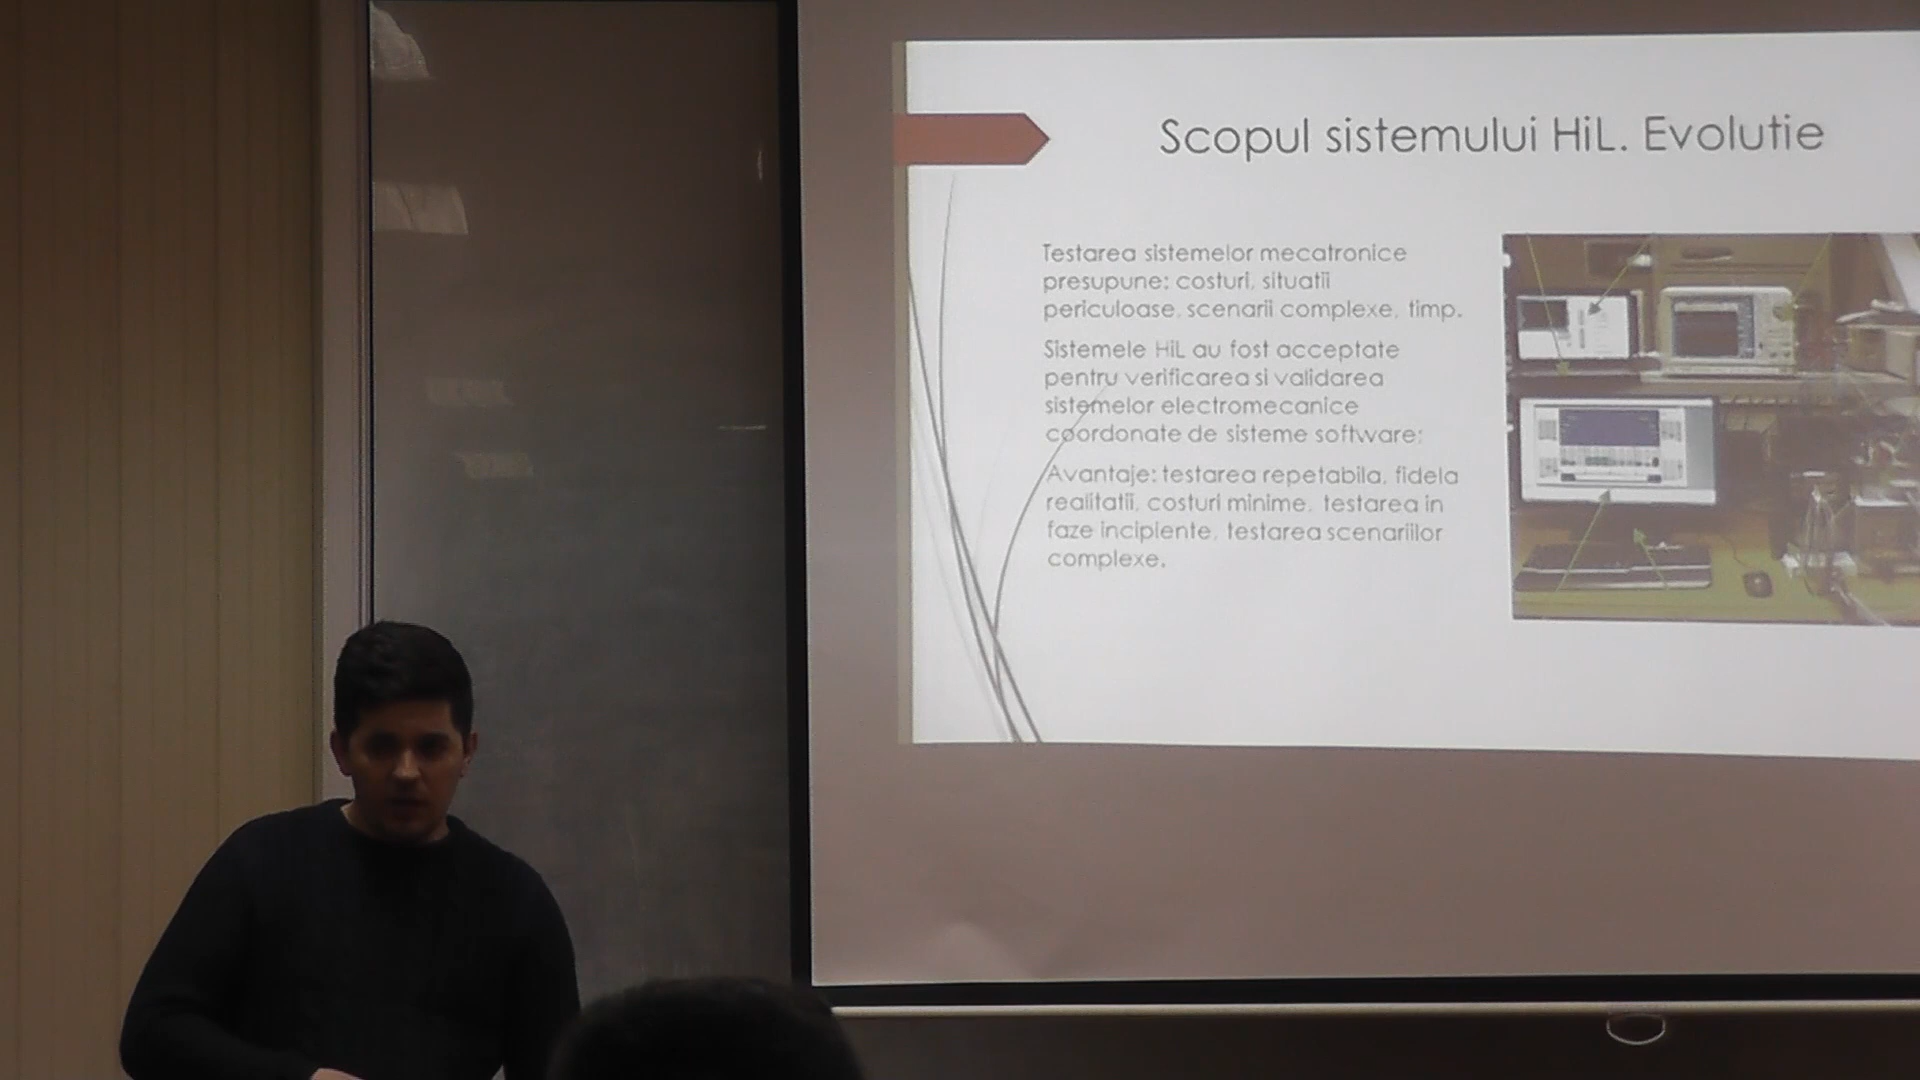 Scopul sistemului HiL. Evolutie
Testarea sistemelor mecatronice
presupune: costuri, situatii
periculoase, scenarii complexe, timp.
Sistemele HiL au fost acceptate
pentru verificarea si validarea
sistemelor electromecanice
coordonate de sisteme software:
Avantaje: testarea repetabila, fidela
realitatii, costuri minime, testarea in
faze incipiente, testarea scenariilor
complexe.